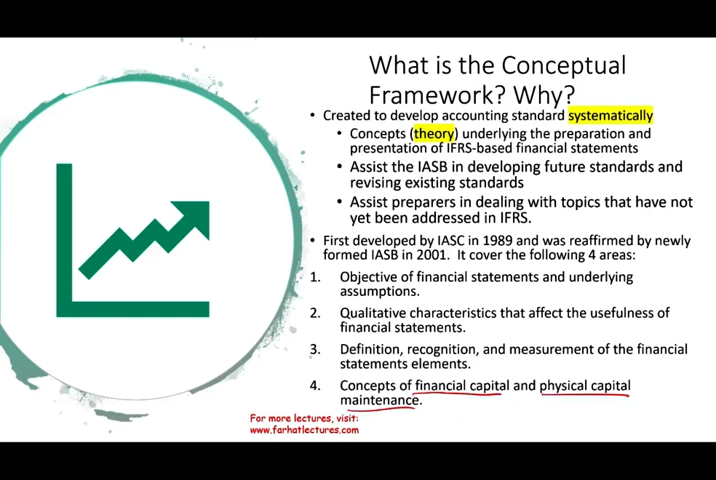 What is the Conceptual
Framework? Why?
• Created to develop accounting standard systematically
• Concepts (theory) underlying the preparation and
presentation of IFRS-based financial statements
• Assist the IASB in developing future standards and
revising existing standards
• Assist preparers in dealing with topics that have not
yet been addressed in IFRS.
• First developed by IASC in 1989 and was reaffirmed by newly
formed IASB in 2001. It cover the following 4 areas:
1. Objective of financial statements and underlying
assumptions.
2. Qualitative characteristics that affect the usefulness of
financial statements.
3. Definition, recognition, and measurement of the financial
statements elements.
4. Concepts of financial capital and physical capital
maintenance.
For more lectures, visit:
www.farhatlectures.com